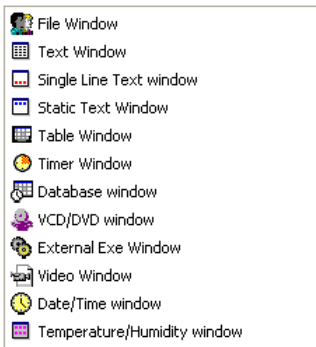 File Window
Text Window
Single Line Text window
Static Text Window
Table Window
Timer Window
Database window
VCD/DVD window
External Exe Window
Video Window
Date/Time window
Temperature/Humidity window